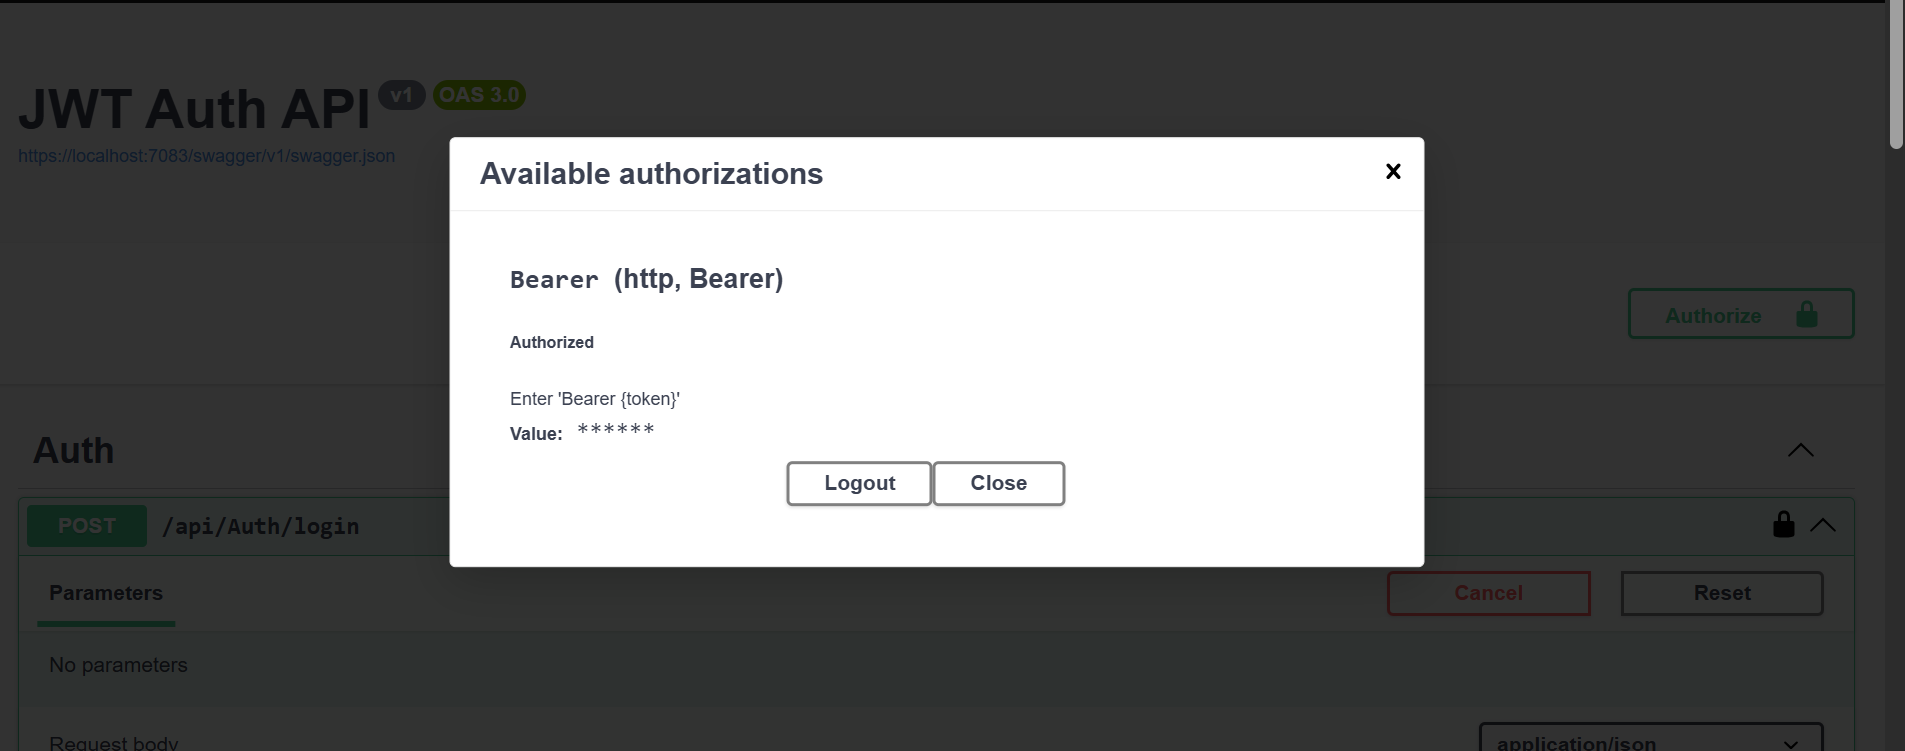 JWT Auth API v1 OAS 3.0
https://localhost:7083/swagger/v1/swagger.json
Available authorizations
Bearer (http, Bearer)
Authorized
Enter 'Bearer {token}'
Value: ******
Logout Close
Authorize
Auth
POST /api/Auth/login
Parameters
Cancel Reset
No parameters
Request body
application/json